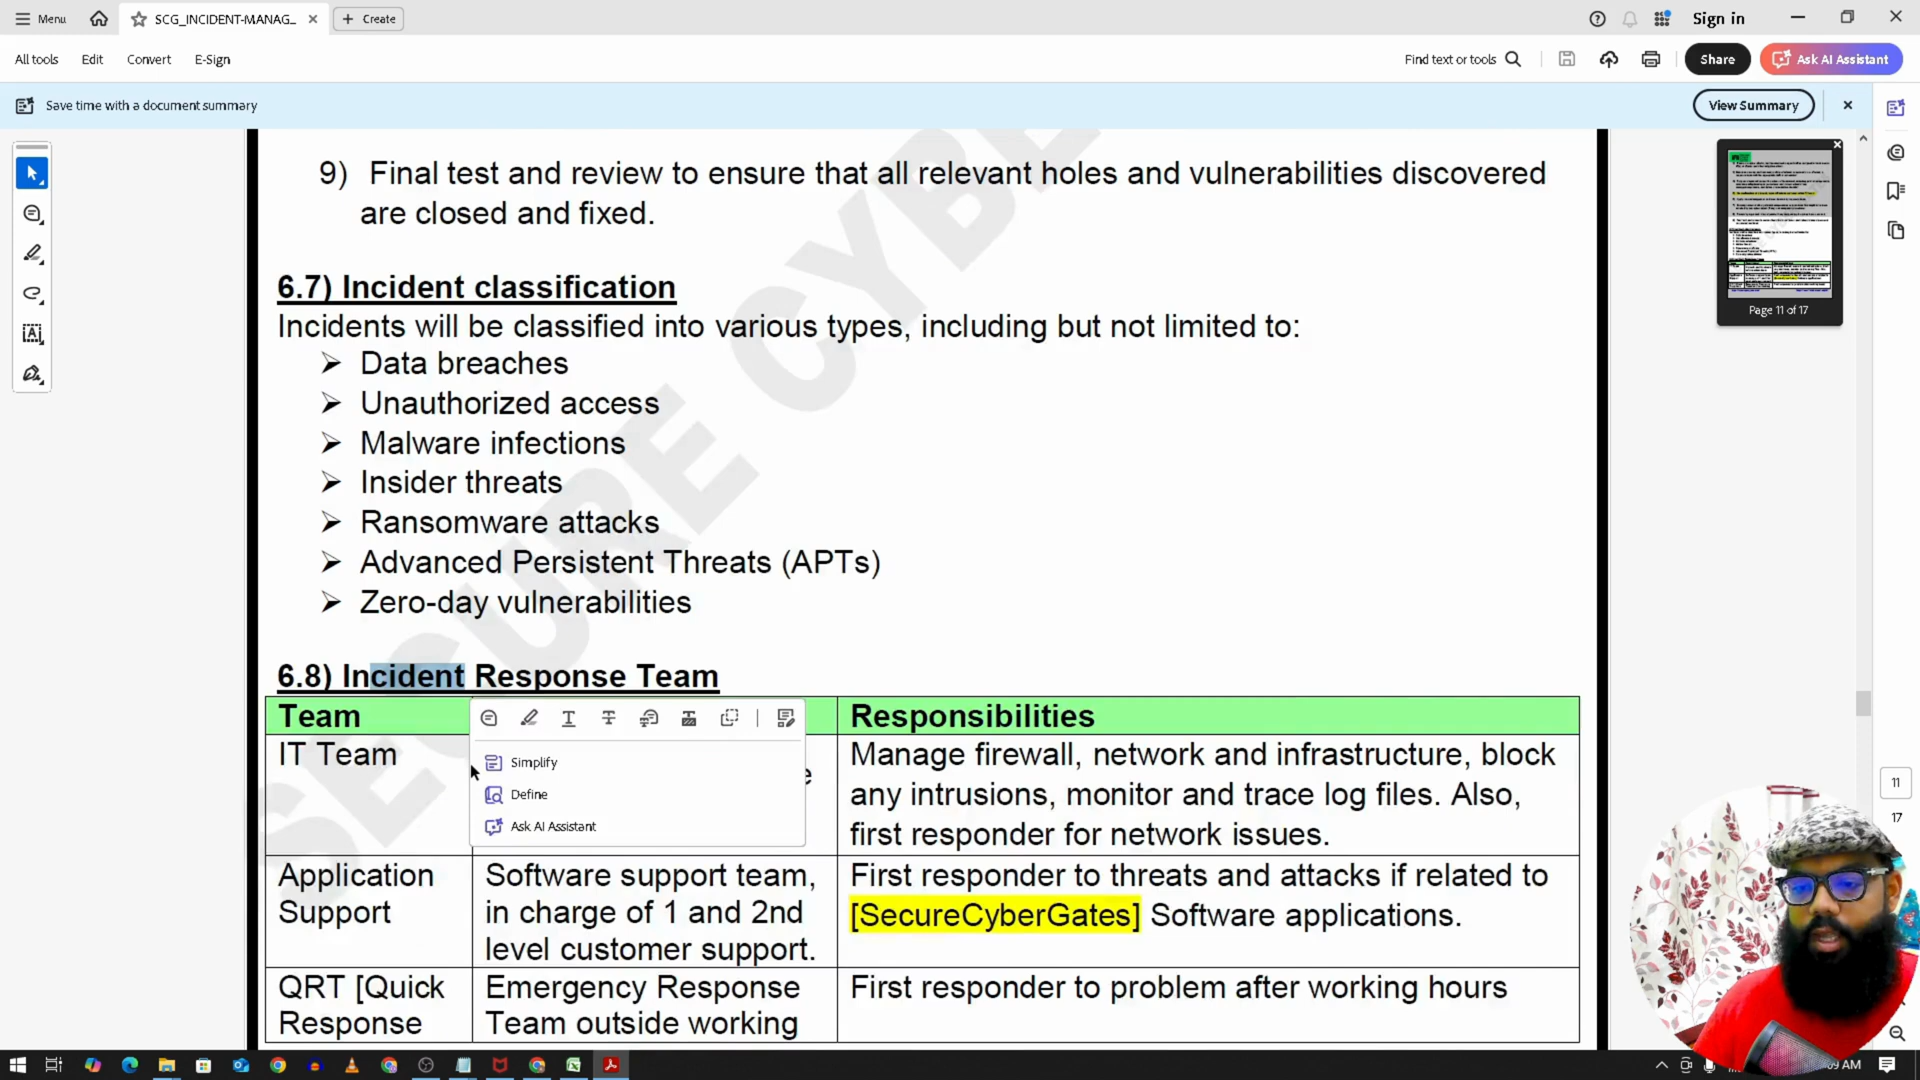 Menu
SCG_INCIDENT-MANAG...
Create
Sign in
All tools
Edit
Convert
E-Sign
Find text or tools
Share
Ask AI Assistant
Save time with a document summary
View Summary
9) Final test and review to ensure that all relevant holes and vulnerabilities discovered
are closed and fixed.
6.7) Incident classification
Incidents will be classified into various types, including but not limited to:
➢ Data breaches
➢ Unauthorized access
➢ Malware infections
➢ Insider threats
➢ Ransomware attacks
➢ Advanced Persistent Threats (APTs)
➢ Zero-day vulnerabilities
6.8) Incident Response Team
Team
Responsibilities
IT Team
Manage firewall, network and infrastructure, block
any intrusions, monitor and trace log files. Also,
first responder for network issues.
Simplify
Define
Ask AI Assistant
Application
Support
Software support team,
in charge of 1 and 2nd
level customer support.
First responder to threats and attacks if related to
[SecureCyberGates] Software applications.
QRT [Quick
Response
Emergency Response
Team outside working
First responder to problem after working hours
SECURE CYBE
Page 11 of 17
11
17
AM